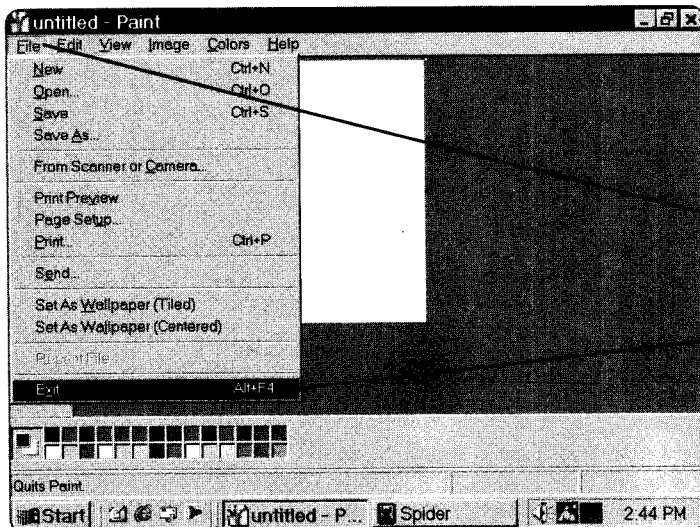 untitled - Paint
File Edit View Image Colors Help
New Ctrl+N
Open... Ctrl+O
Save Ctrl+S
Save As...
From Scanner or Camera...
Print Preview
Page Setup...
Print... Ctrl+P
Send...
Set As Wallpaper (Tiled)
Set As Wallpaper (Centered)
Recent File
Exit Alt+F4
Quits Paint.
Start untitled - P... Spider 2:44 PM